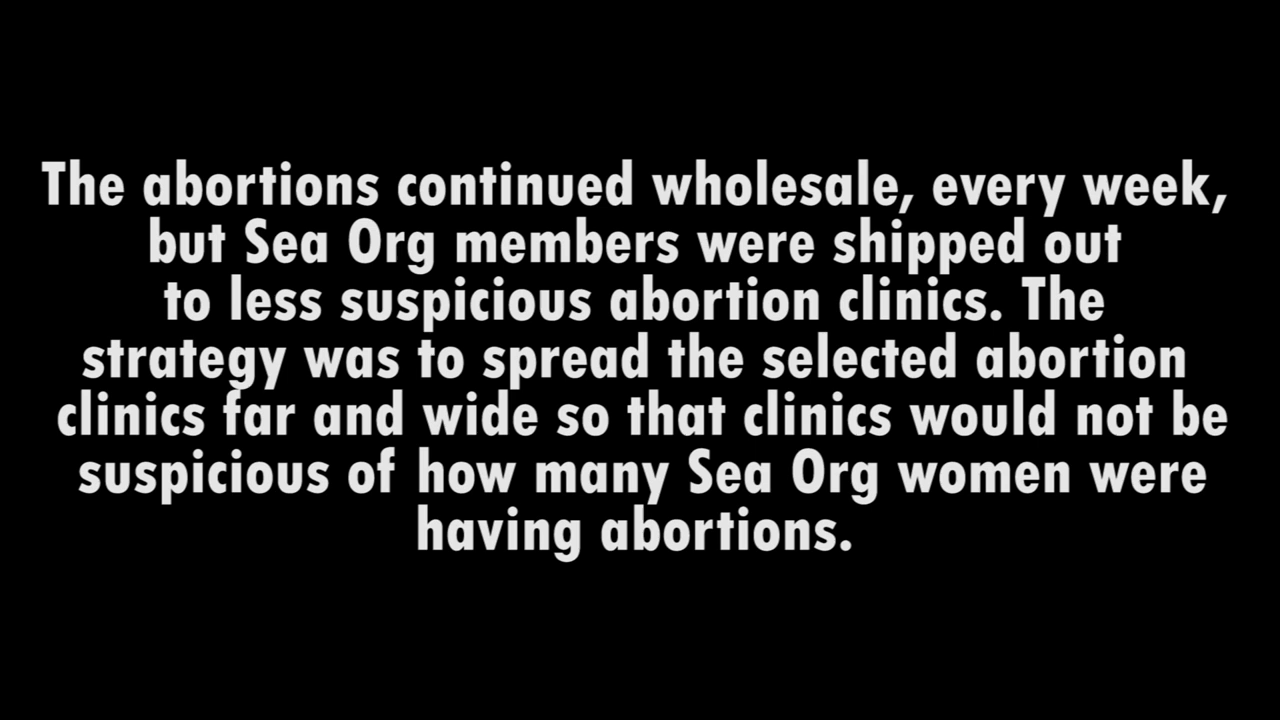 The abortions continued wholesale, every week,
but Sea Org members were shipped out
to less suspicious abortion clinics. The
strategy was to spread the selected abortion
clinics far and wide so that clinics would not be
suspicious of how many Sea Org women were
having abortions.